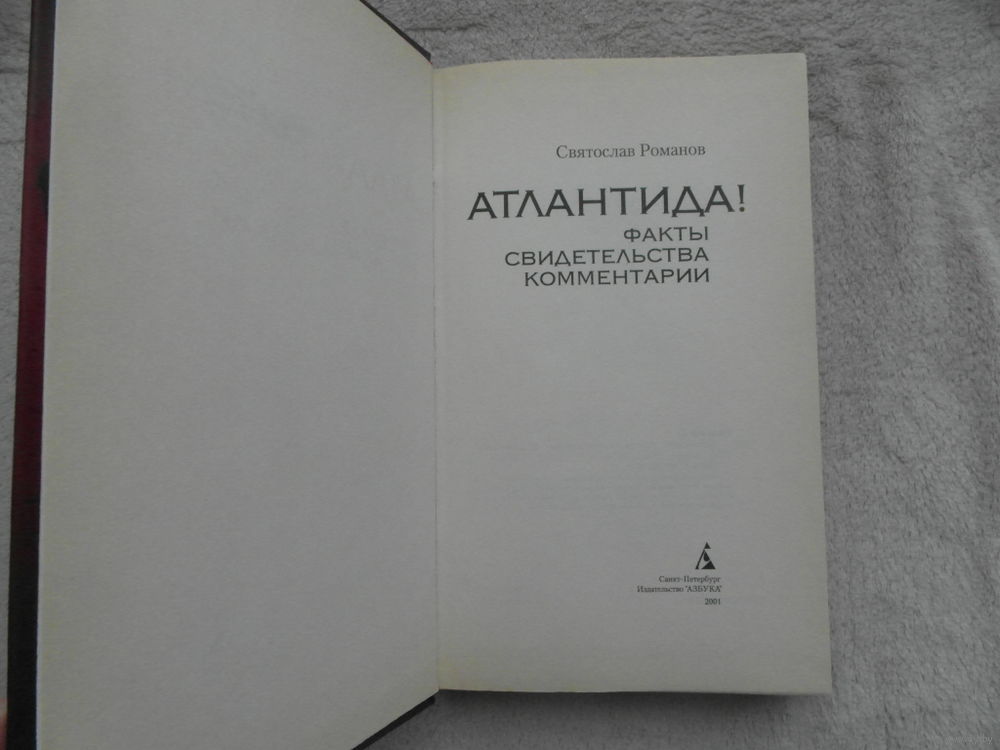 Святослав Романов
АТЛАНТИДА!
ФАКТЫ
СВИДЕТЕЛЬСТВА
КОММЕНТАРИИ
Санкт-Петербург
Издательство "АЗБУКА"
2001